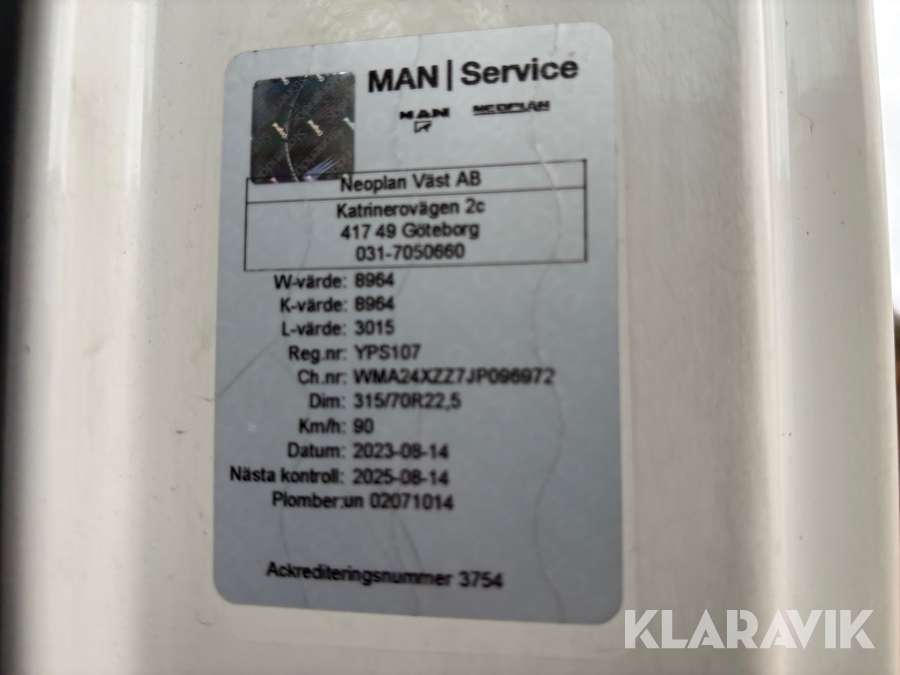 MAN | Service
MAN NEOPLAN
Neoplan Väst AB
Katrinerovägen 2c
417 49 Göteborg
031-7050660
W-värde: 8964
K-värde: 8964
L-värde: 3015
Reg.nr: YPS107
Ch.nr: WMA24XZZ7JP096972
Dim: 315/70R22,5
Km/h: 90
Datum: 2023-08-14
Nästa kontroll: 2025-08-14
Plomber:un 02071014
Ackrediteringsnummer 3754
KLARAVIK